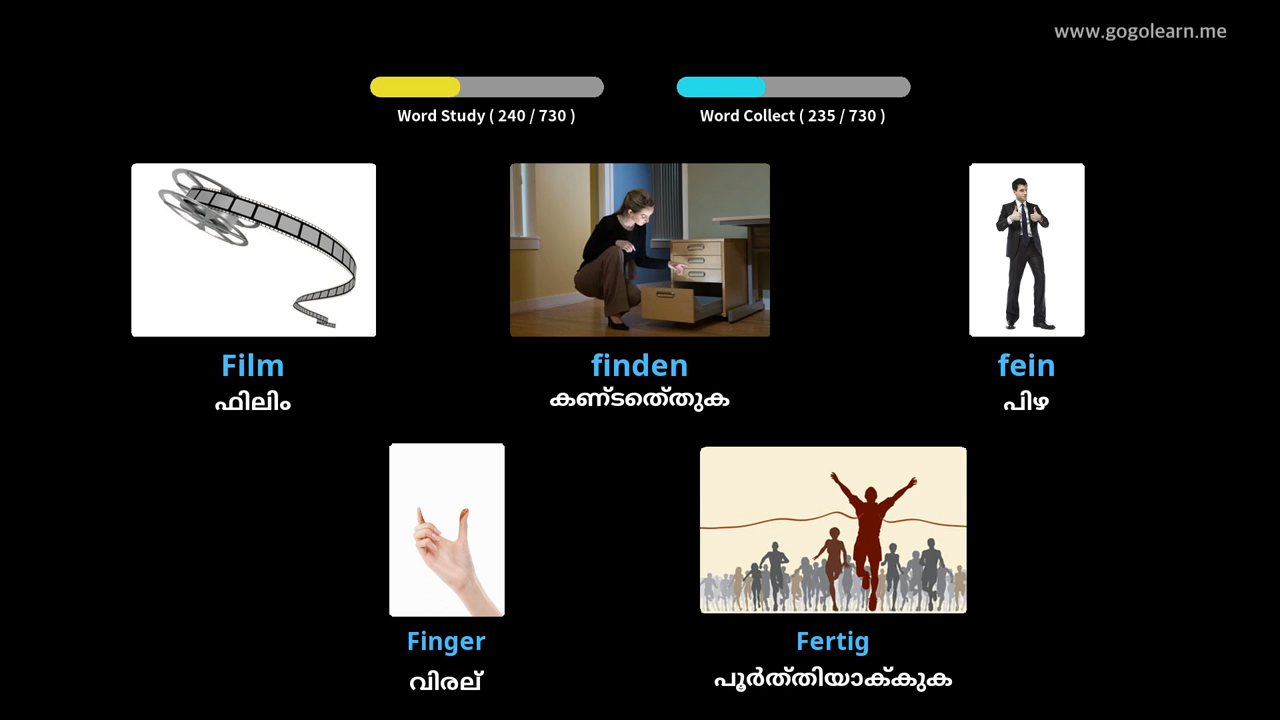 www.gogolearn.me
Word Study ( 240 / 730 )
Word Collect ( 235 / 730 )
Film
ഫിലിം
finden
കണ്ടെത്തുക
fein
പിഴ
Finger
വിരല്
Fertig
പൂർത്തിയാക്കുക